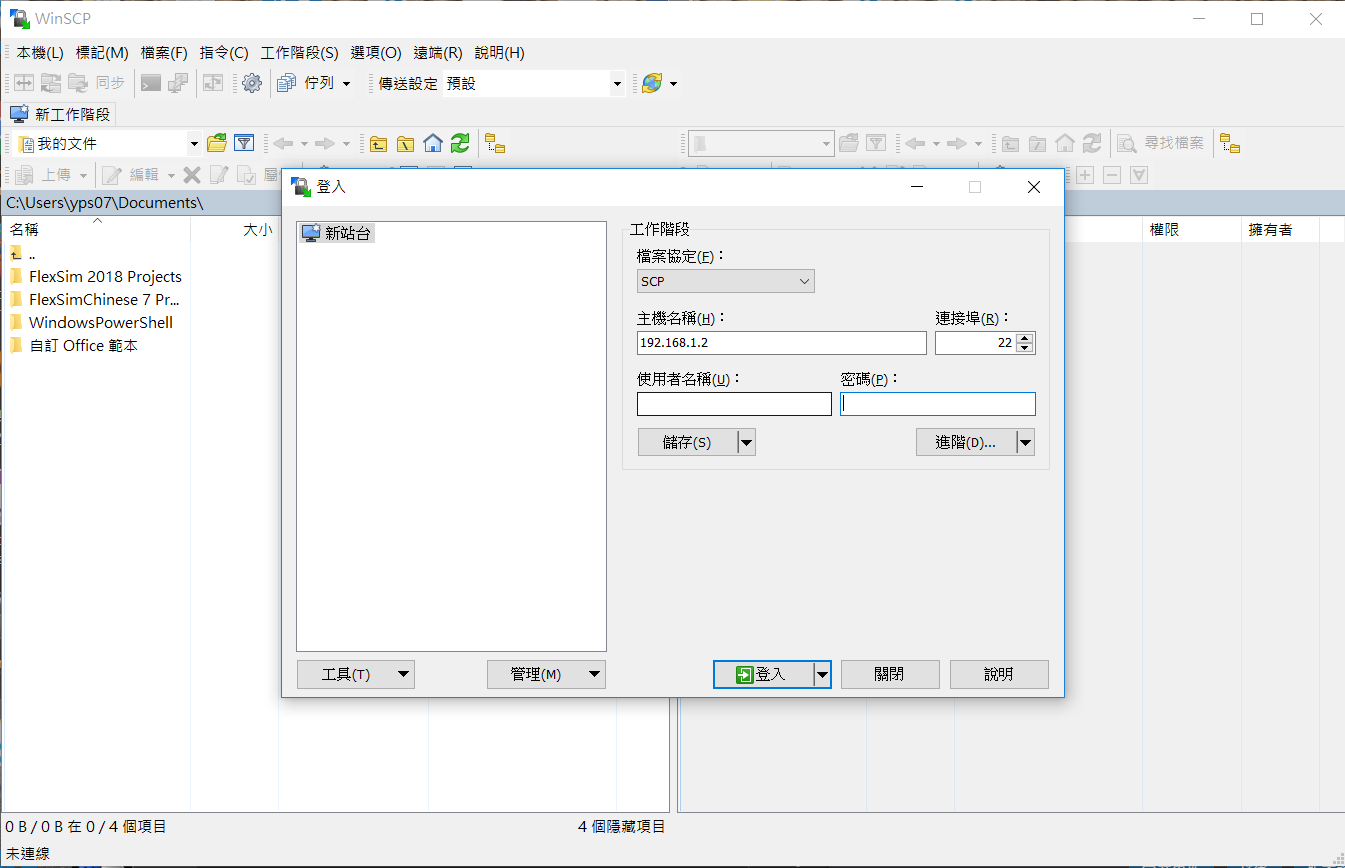 WinSCP
本機(L) 標記(M) 檔案(F) 指令(C) 工作階段(S) 選項(O) 遠端(R) 說明(H)
同步 佇列 傳送設定 預設
新工作階段
我的文件 尋找檔案
上傳 編輯
C:\Users\yps07\Documents\
名稱 大小 權限 擁有者
..
FlexSim 2018 Projects
FlexSimChinese 7 Pr...
WindowsPowerShell
自訂 Office 範本
登入
新站台
工作階段
檔案協定(F)：
SCP
主機名稱(H)： 連接埠(R)：
192.168.1.2 22
使用者名稱(U)： 密碼(P)：
儲存(S) 進階(D)...
工具(T) 管理(M) 登入 關閉 說明
0 B / 0 B 在 0 / 4 個項目 4 個隱藏項目
未連線